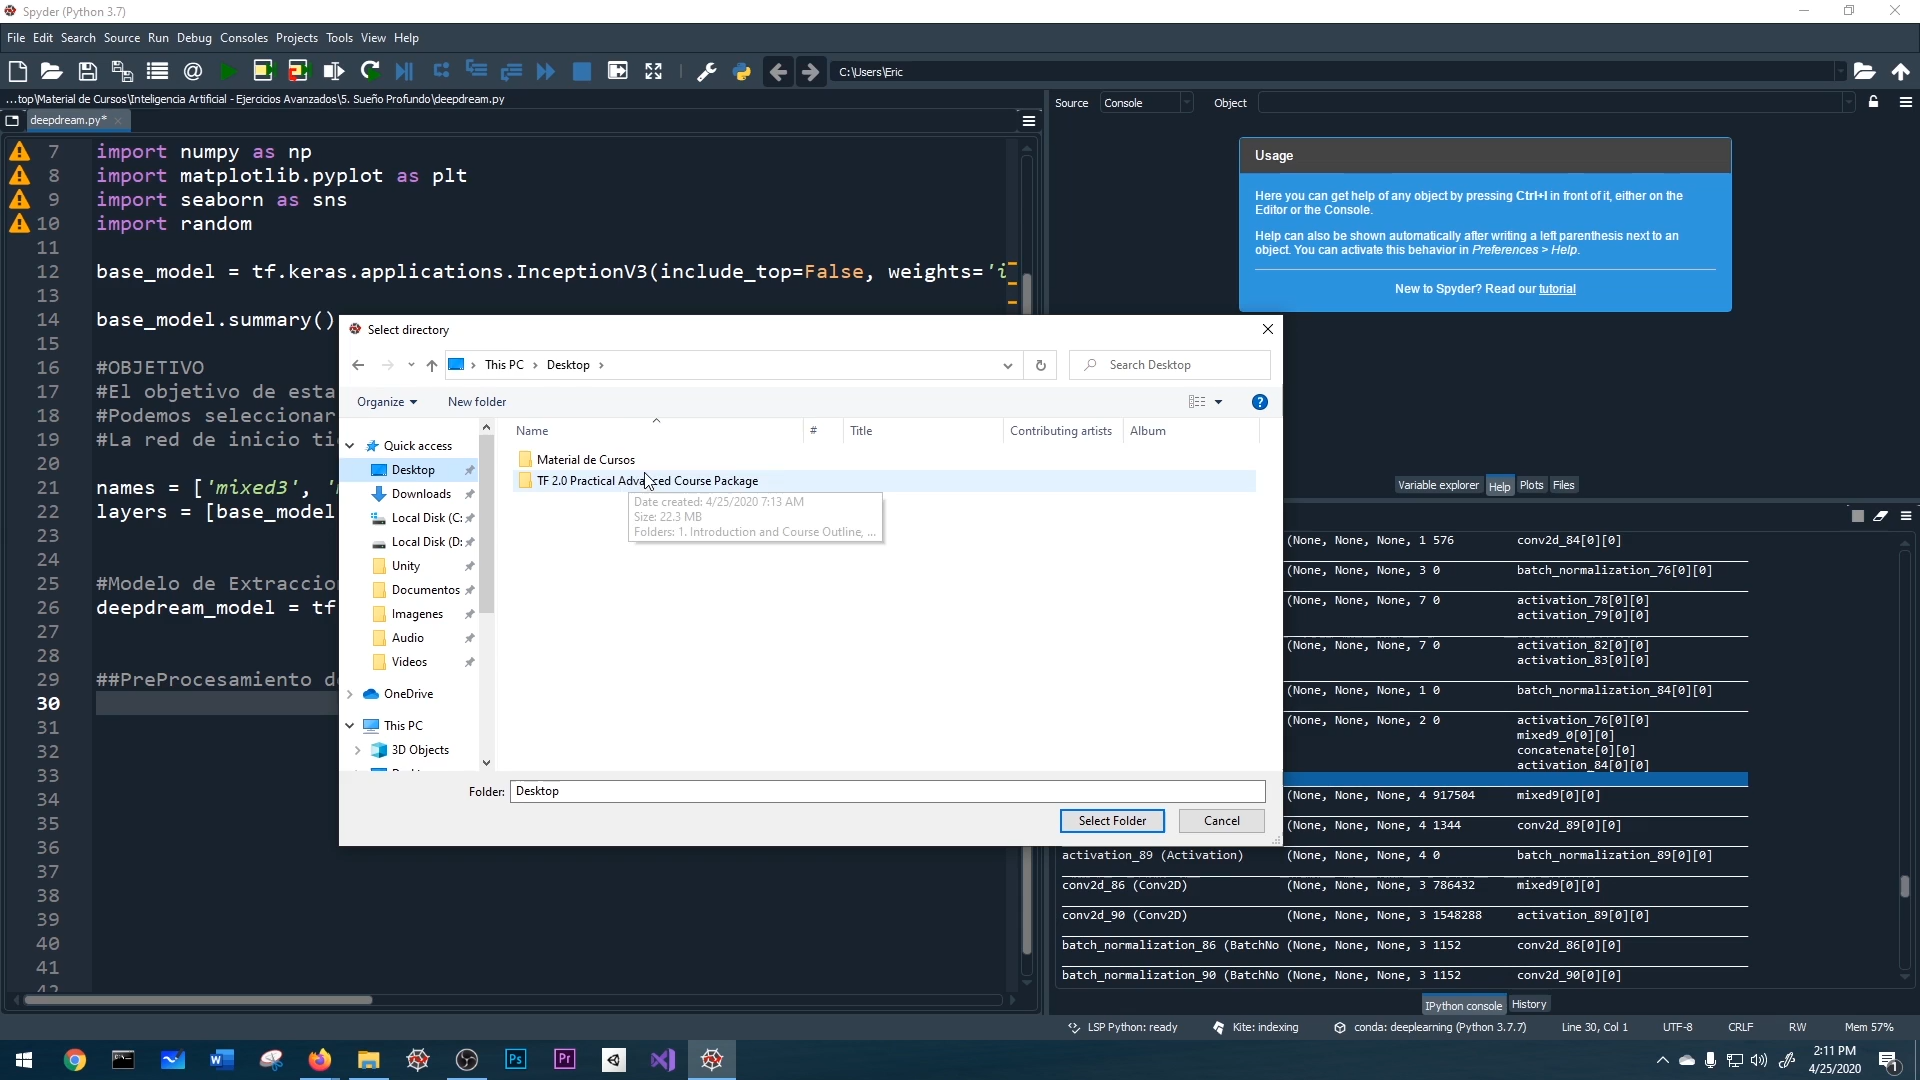 Spyder (Python 3.7)
File Edit Search Source Run Debug Consoles Projects Tools View Help
C:\Users\Eric
...top\Material de Cursos\Inteligencia Artificial - Ejercicios Avanzados\5. Sueño Profundo\deepdream.py
deepdream.py*
7 import numpy as np
8 import matplotlib.pyplot as plt
9 import seaborn as sns
10 import random
11
12 base_model = tf.keras.applications.InceptionV3(include_top=False, weights='i
13
14 base_model.summary()
15
16 #OBJETIVO
17 #El objetivo de esta
18 #Podemos seleccionar
19 #La red de inicio ti
20
21 names = ['mixed3', '
22 layers = [base_model
23
24
25 #Modelo de Extraccion
26 deepdream_model = tf
27
28
29 ##PreProcesamiento d
30
31
32
33
34
35
36
37
38
39
40
41
42
Select directory
This PC > Desktop >
Search Desktop
Organize New folder
Quick access
Desktop
Downloads
Local Disk (C:
Local Disk (D:
Unity
Documentos
Imagenes
Audio
Videos
OneDrive
This PC
3D Objects
Name # Title Contributing artists Album
Material de Cursos
TF 2.0 Practical Advanced Course Package
Date created: 4/25/2020 7:13 AM
Size: 22.3 MB
Folders: 1. Introduction and Course Outline, ...
Folder: Desktop
Select Folder Cancel
Source Console Object
Usage
Here you can get help of any object by pressing Ctrl+I in front of it, either on the
Editor or the Console.
Help can also be shown automatically after writing a left parenthesis next to an
object. You can activate this behavior in Preferences > Help.
New to Spyder? Read our tutorial
Variable explorer Help Plots Files
(None, None, None, 1 576 conv2d_84[0][0]
(None, None, None, 3 0 batch_normalization_76[0][0]
(None, None, None, 7 0 activation_78[0][0]
activation_79[0][0]
(None, None, None, 7 0 activation_82[0][0]
activation_83[0][0]
(None, None, None, 1 0 batch_normalization_84[0][0]
(None, None, None, 2 0 activation_76[0][0]
mixed9_0[0][0]
concatenate[0][0]
activation_84[0][0]
(None, None, None, 4 917504 mixed9[0][0]
(None, None, None, 4 1344 conv2d_89[0][0]
activation_89 (Activation) (None, None, None, 4 0 batch_normalization_89[0][0]
conv2d_86 (Conv2D) (None, None, None, 3 786432 mixed9[0][0]
conv2d_90 (Conv2D) (None, None, None, 3 1548288 activation_89[0][0]
batch_normalization_86 (BatchNo (None, None, None, 3 1152 conv2d_86[0][0]
batch_normalization_90 (BatchNo (None, None, None, 3 1152 conv2d_90[0][0]
IPython console History
LSP Python: ready Kite: indexing conda: deeplearning (Python 3.7.7) Line 30, Col 1 UTF-8 CRLF RW Mem 57%
2:11 PM
4/25/2020